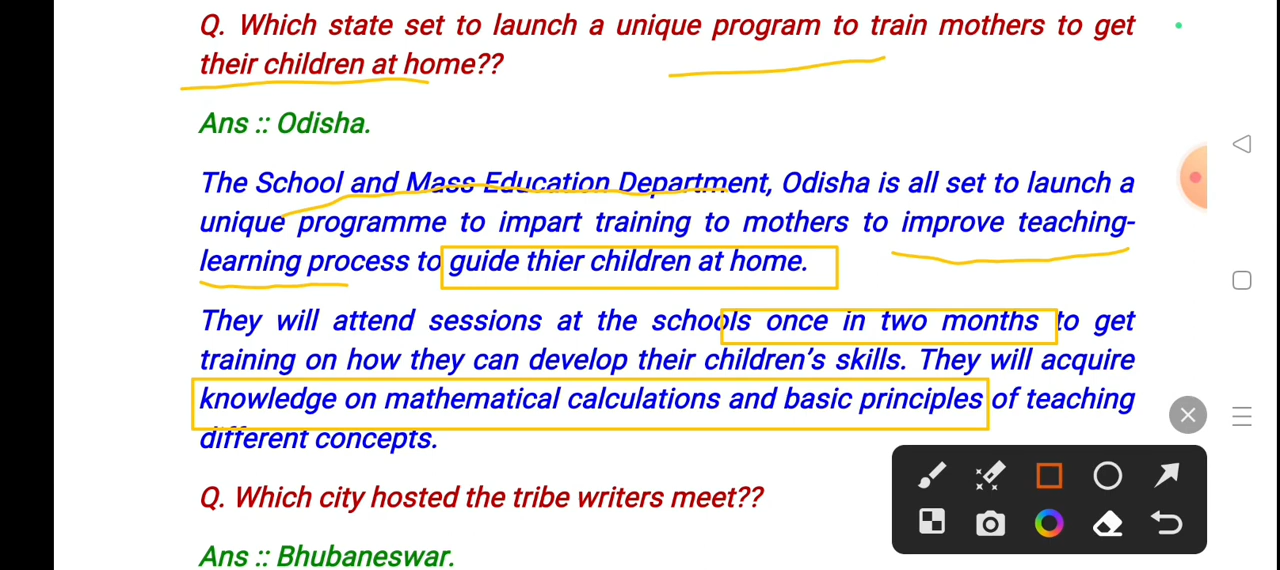 Q. Which state set to launch a unique program to train mothers to get
their children at home??
Ans :: Odisha.
The School and Mass Education Department, Odisha is all set to launch a
unique programme to impart training to mothers to improve teaching-
learning process to guide thier children at home.
They will attend sessions at the schools once in two months to get
training on how they can develop their children's skills. They will acquire
knowledge on mathematical calculations and basic principles of teaching
different concepts.
Q. Which city hosted the tribe writers meet??
Ans :: Bhubaneswar.